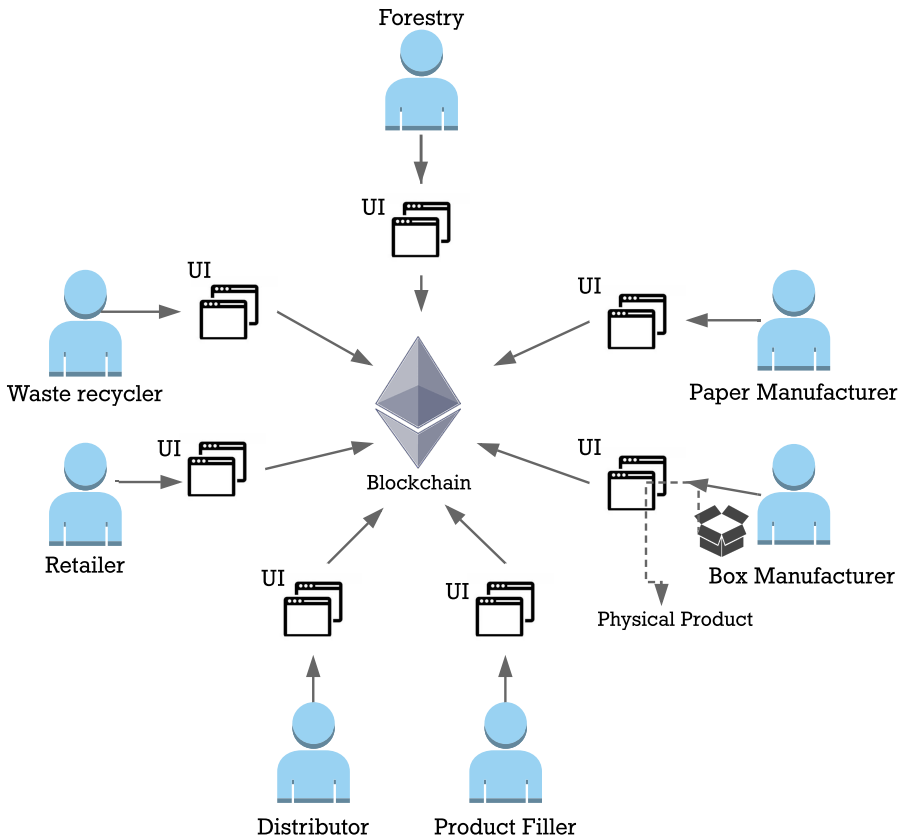 Forestry
UI
UI
UI
Waste recycler
Paper Manufacturer
UI
UI
Blockchain
Retailer
Box Manufacturer
UI
UI
Physical Product
Distributor
Product Filler